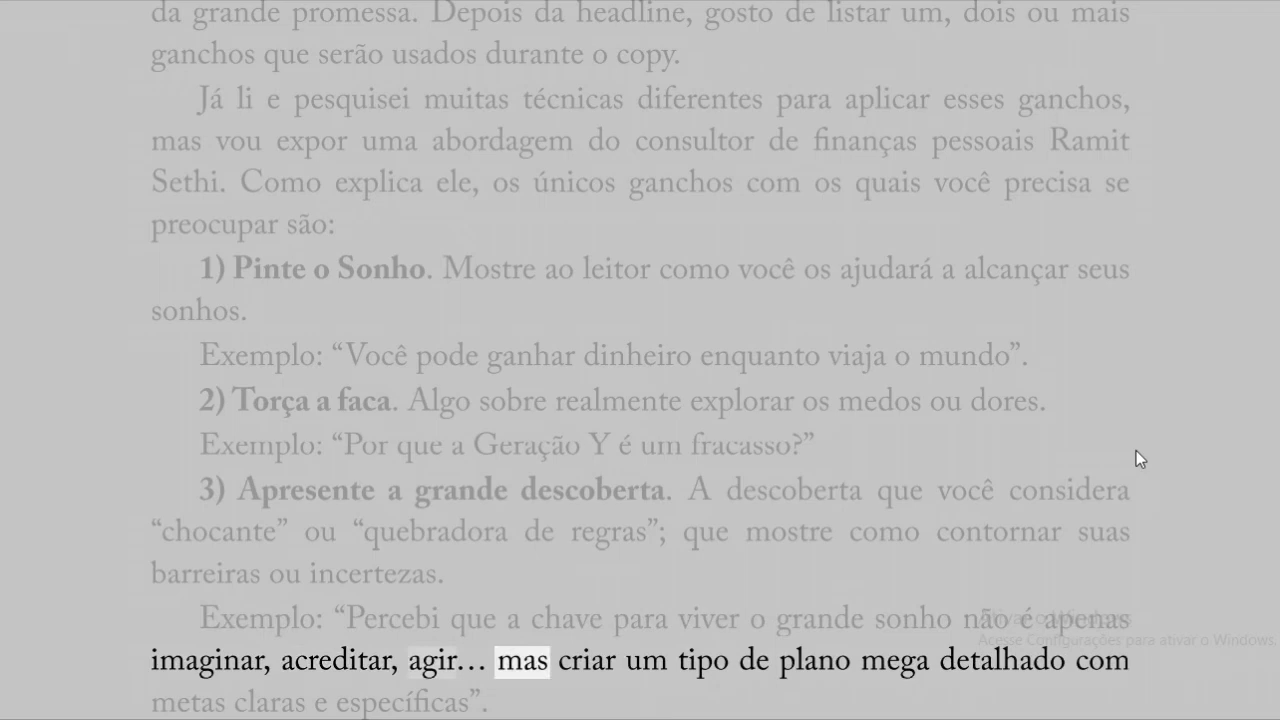 da grande promessa. Depois da headline, gosto de listar um, dois ou mais
ganchos que serão usados durante o copy.
Já li e pesquisei muitas técnicas diferentes para aplicar esses ganchos,
mas vou expor uma abordagem do consultor de finanças pessoais Ramit
Sethi. Como explica ele, os únicos ganchos com os quais você precisa se
preocupar são:
1) Pinte o Sonho. Mostre ao leitor como você os ajudará a alcançar seus
sonhos.
Exemplo: “Você pode ganhar dinheiro enquanto viaja o mundo”.
2) Torça a faca. Algo sobre realmente explorar os medos ou dores.
Exemplo: “Por que a Geração Y é um fracasso?”
3) Apresente a grande descoberta. A descoberta que você considera
“chocante” ou “quebradora de regras”; que mostre como contornar suas
barreiras ou incertezas.
Exemplo: “Percebi que a chave para viver o grande sonho não é apenas
Ativar o Windows
Acesse Configurações para ativar o Windows.
imaginar, acreditar, agir… mas criar um tipo de plano mega detalhado com
metas claras e específicas”.